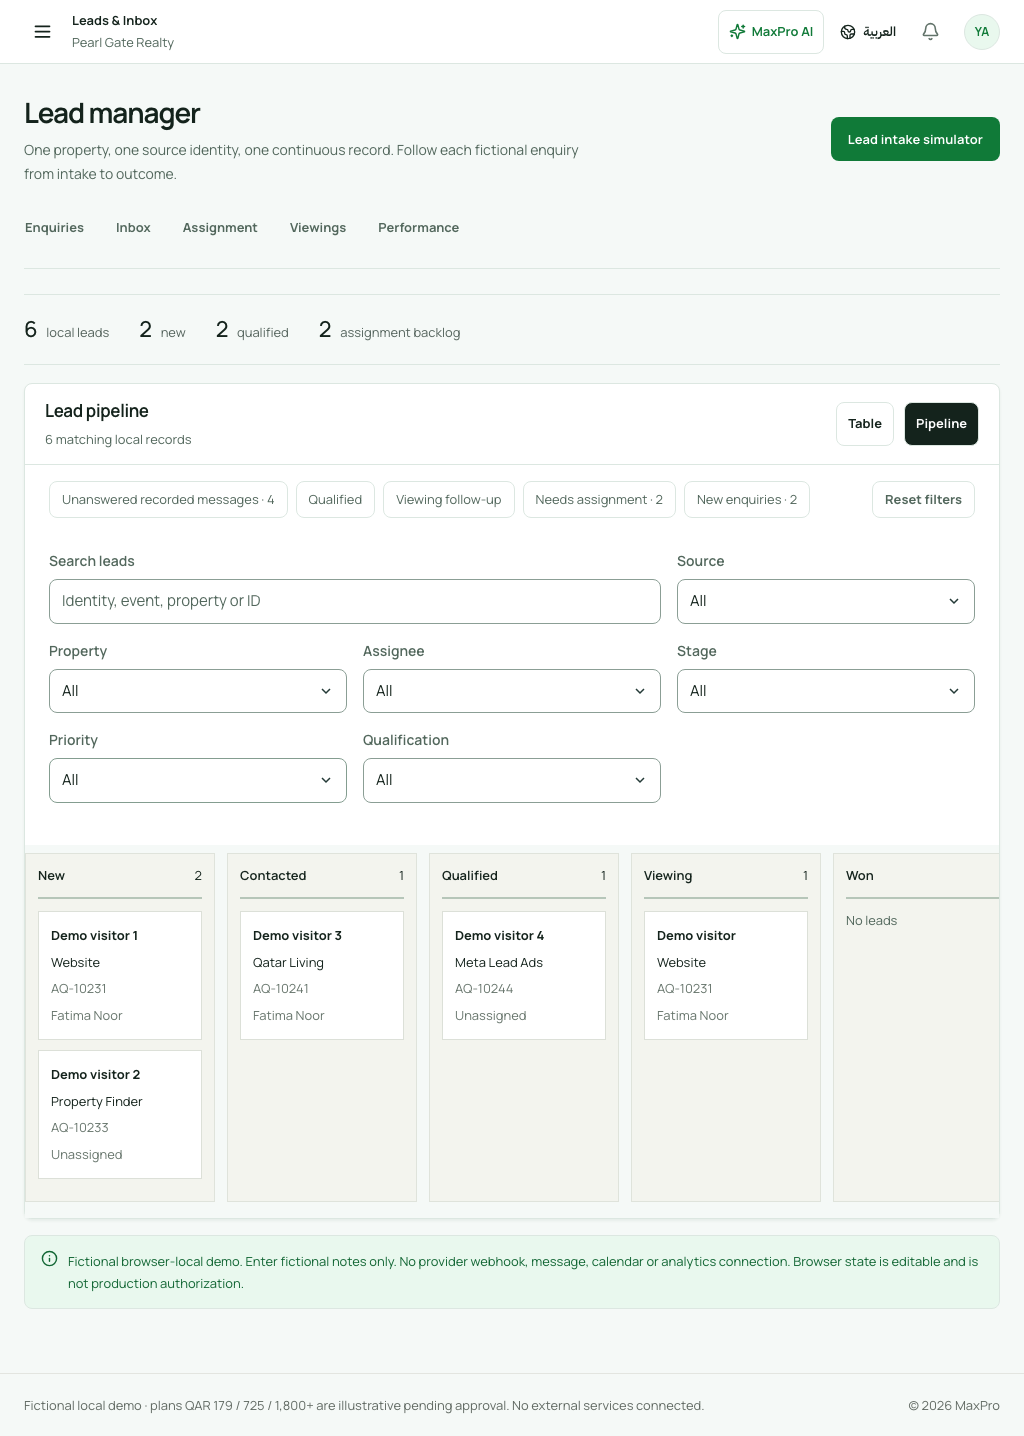 Leads & Inbox
Pearl Gate Realty
MaxPro AI
العربية
YA
Lead manager
One property, one source identity, one continuous record. Follow each fictional enquiry
from intake to outcome.
Lead intake simulator
Enquiries
Inbox
Assignment
Viewings
Performance
6 local leads
2 new
2 qualified
2 assignment backlog
Lead pipeline
6 matching local records
Table
Pipeline
Unanswered recorded messages · 4
Qualified
Viewing follow-up
Needs assignment · 2
New enquiries · 2
Reset filters
Search leads
Identity, event, property or ID
Source
All
Property
All
Assignee
All
Stage
All
Priority
All
Qualification
All
New 2
Demo visitor 1
Website
AQ-10231
Fatima Noor
Demo visitor 2
Property Finder
AQ-10233
Unassigned
Contacted 1
Demo visitor 3
Qatar Living
AQ-10241
Fatima Noor
Qualified 1
Demo visitor 4
Meta Lead Ads
AQ-10244
Unassigned
Viewing 1
Demo visitor
Website
AQ-10231
Fatima Noor
Won
No leads
Fictional browser-local demo. Enter fictional notes only. No provider webhook, message, calendar or analytics connection. Browser state is editable and is
not production authorization.
Fictional local demo · plans QAR 179 / 725 / 1,800+ are illustrative pending approval. No external services connected.
© 2026 MaxPro